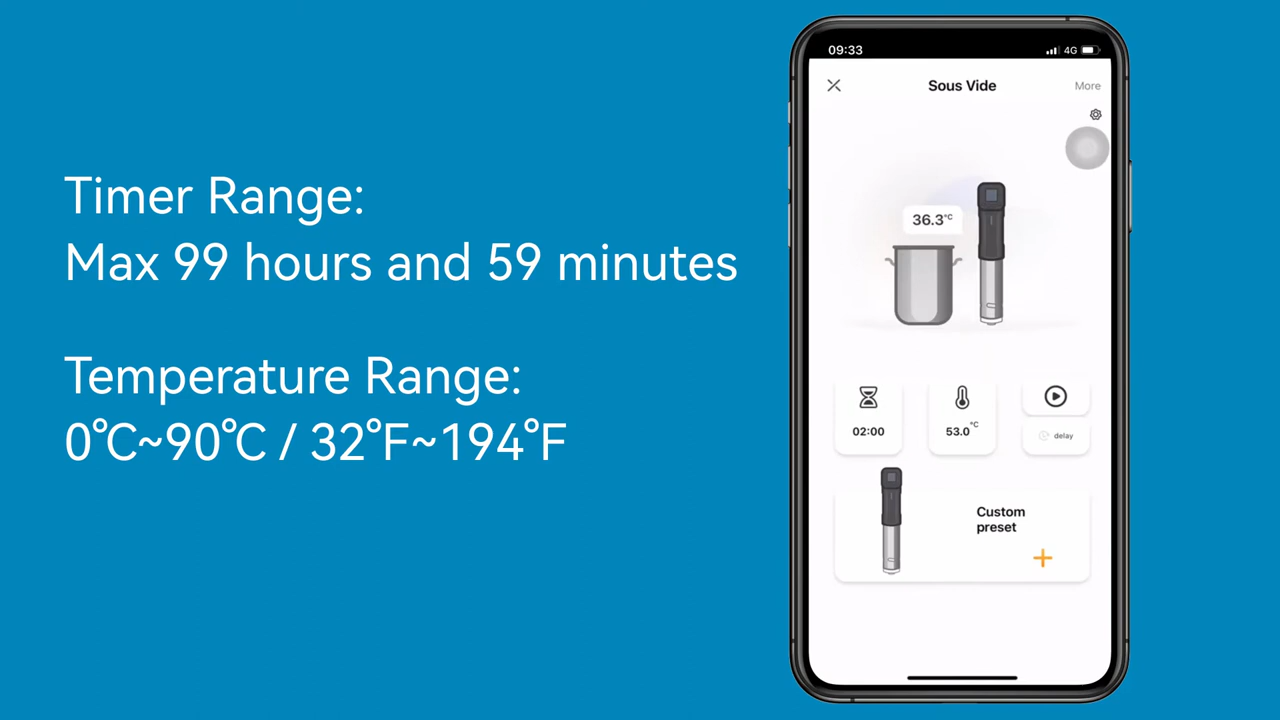 Timer Range:
Max 99 hours and 59 minutes
Temperature Range:
0°C~90°C / 32°F~194°F
09:33
4G
Sous Vide
More
36.3°C
02:00
53.0°C
delay
Custom
preset